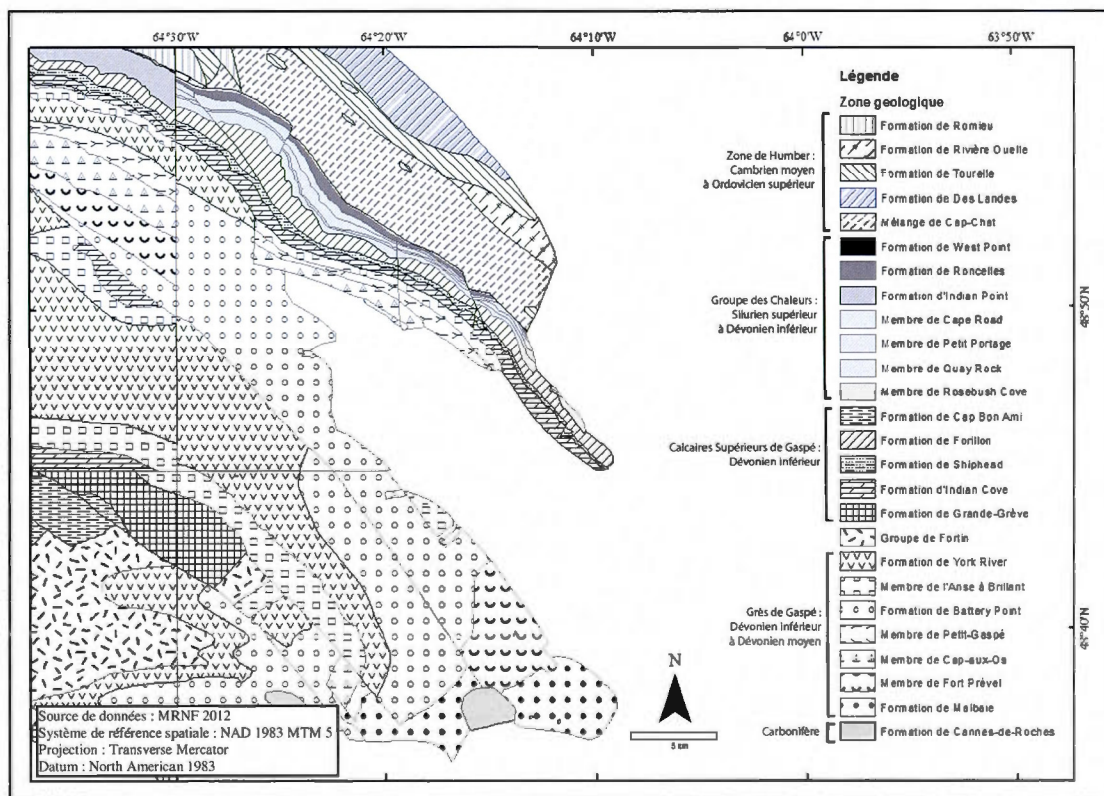 64°30'W
64°20'W
64°10'W
64°0'W
63°50'W
48°50'N
48°40'N
Légende
Zone geologique
Zone de Humber :
Cambrien moyen
à Ordovicien supérieur
Formation de Romieu
Formation de Rivière Ouelle
Formation de Tourelle
Formation de Des Landes
Mélange de Cap-Chat
Groupe des Chaleurs :
Silurien supérieur
à Dévonien inférieur
Formation de West Point
Formation de Roncelles
Formation d'Indian Point
Membre de Cape Road
Membre de Petit Portage
Membre de Quay Rock
Membre de Rosebush Cove
Calcaires Supérieurs de Gaspé :
Dévonien inférieur
Formation de Cap Bon Ami
Formation de Forillon
Formation de Shiphead
Formation d'Indian Cove
Formation de Grande-Grève
Groupe de Fortin
Grès de Gaspé :
Dévonien inférieur
à Dévonien moyen
Formation de York River
Membre de l'Anse à Brillant
Formation de Battery Point
Membre de Petit-Gaspé
Membre de Cap-aux-Os
Membre de Fort Prével
Formation de Malbaie
Carbonifère
Formation de Cannes-de-Roches
N
5 km
Source de données : MRNF 2012
Système de référence spatiale : NAD 1983 MTM 5
Projection : Transverse Mercator
Datum : North American 1983